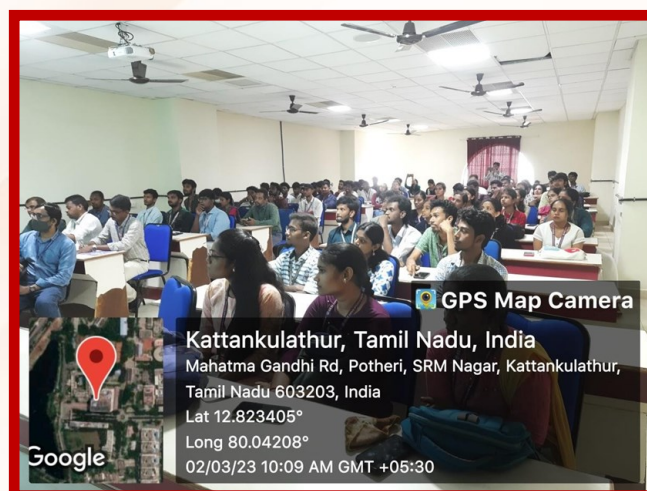 GPS Map Camera
Kattankulathur, Tamil Nadu, India
Mahatma Gandhi Rd, Potheri, SRM Nagar, Kattankulathur,
Tamil Nadu 603203, India
Lat 12.823405°
Long 80.04208°
02/03/23 10:09 AM GMT +05:30
Google